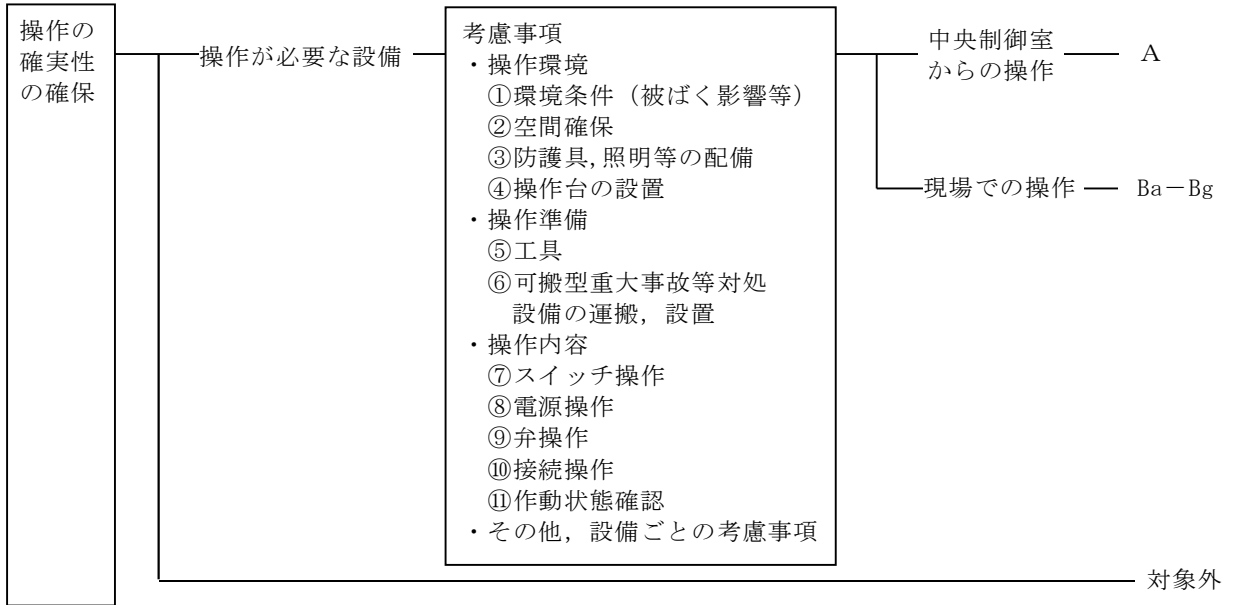 操作の
確実性
の確保
操作が必要な設備
考慮事項
・操作環境
①環境条件（被ばく影響等）
②空間確保
③防護具,照明等の配備
④操作台の設置
・操作準備
⑤工具
⑥可搬型重大事故等対処
設備の運搬，設置
・操作内容
⑦スイッチ操作
⑧電源操作
⑨弁操作
⑩接続操作
⑪作動状態確認
・その他，設備ごとの考慮事項
中央制御室
からの操作
A
現場での操作
Ba－Bg
対象外